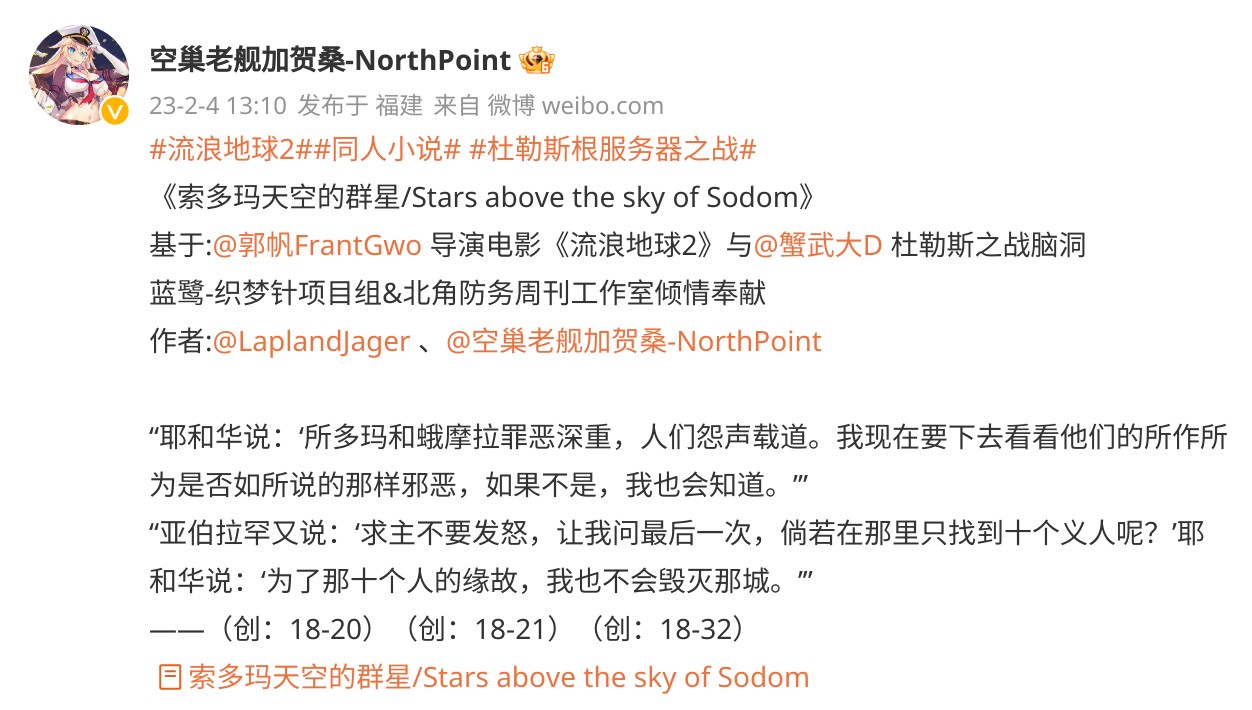 空巢老舰加贺桑-NorthPoint
23-2-4 13:10 发布于 福建 来自 微博 weibo.com
#流浪地球2##同人小说# #杜勒斯根服务器之战#
《索多玛天空的群星/Stars above the sky of Sodom》
基于:@郭帆FrantGwo 导演电影《流浪地球2》与@蟹武大D 杜勒斯之战脑洞
蓝鹭-织梦针项目组&北角防务周刊工作室倾情奉献
作者:@LaplandJager 、@空巢老舰加贺桑-NorthPoint
“耶和华说：‘所多玛和蛾摩拉罪恶深重，人们怨声载道。我现在要下去看看他们的所作所
为是否如所说的那样邪恶，如果不是，我也会知道。’”
“亚伯拉罕又说：‘求主不要发怒，让我问最后一次，倘若在那里只找到十个义人呢？’耶
和华说：‘为了那十个人的缘故，我也不会毁灭那城。’”
——（创：18-20）（创：18-21）（创：18-32）
索多玛天空的群星/Stars above the sky of Sodom